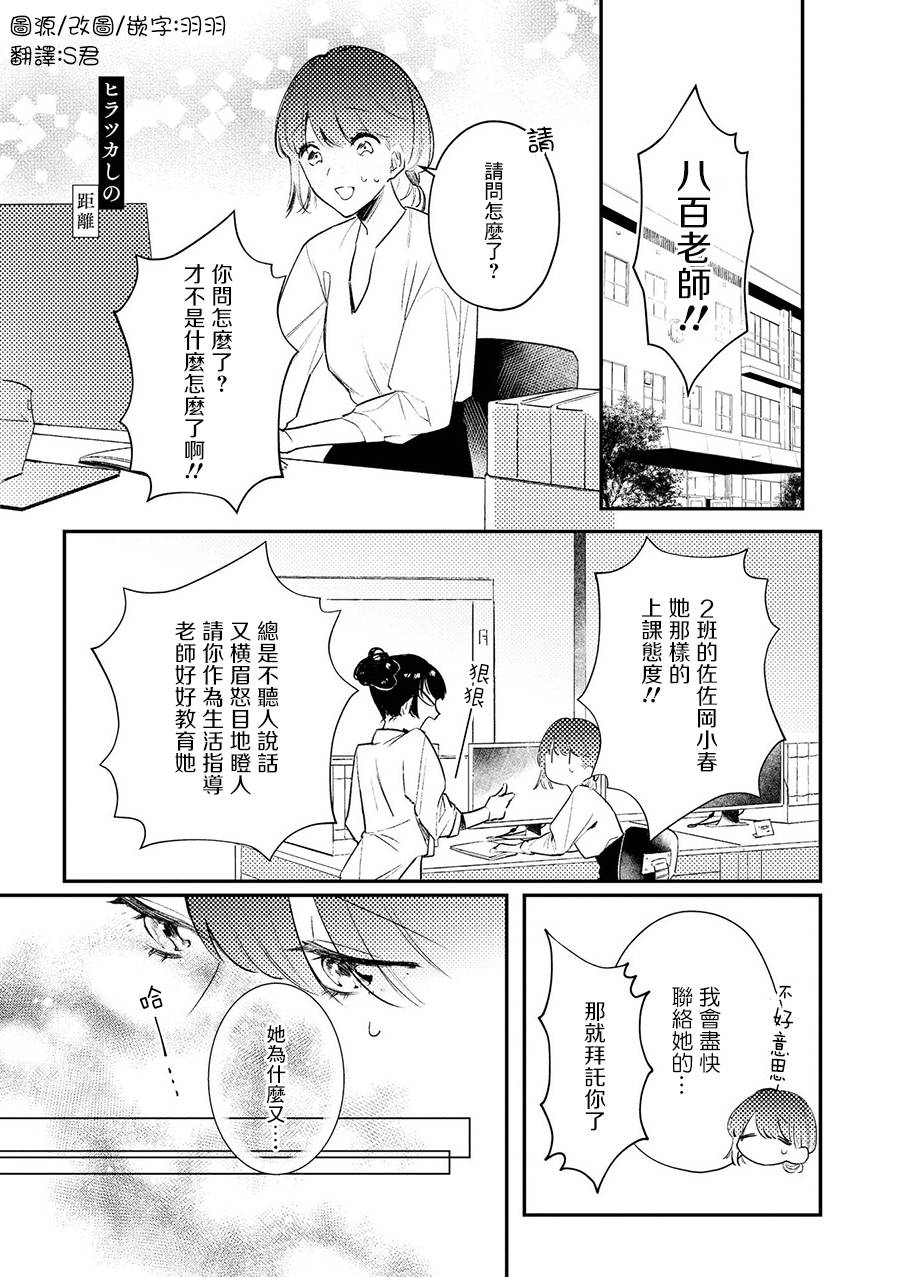 圖源/改圖/嵌字:羽羽
翻譯:S君
ヒラツカしの
距離
八百老師!!
請
請問怎麼了?
你問怎麼了?
才不是什麼怎麼了啊!!
2班的佐佐岡小春
她那樣的
上課態度!!
狠狠
總是不聽人說話
又橫眉怒目地瞪人
請你作為生活指導
老師好好教育她
不好意思
我會盡快
聯絡她的…
那就拜託你了
她為什麼又…
哈……